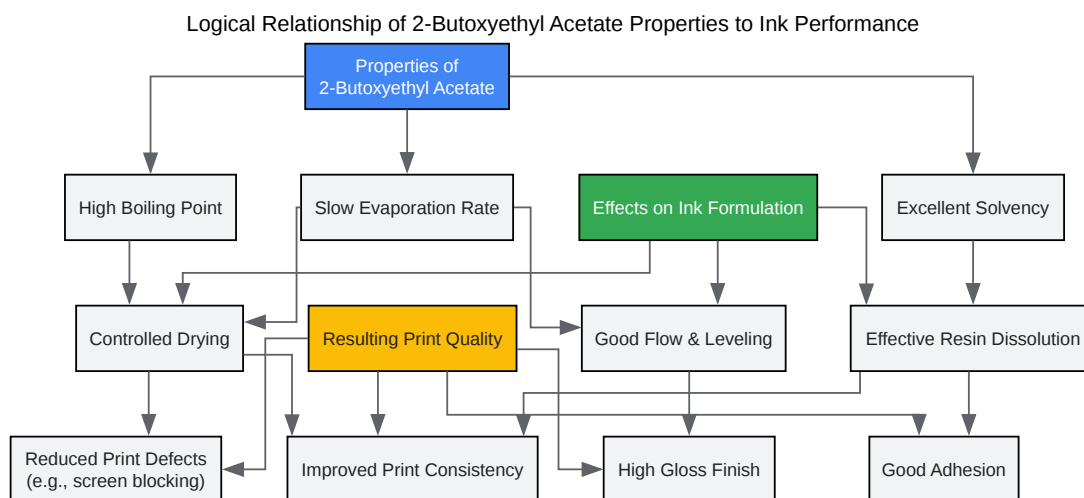 Logical Relationship of 2-Butoxyethyl Acetate Properties to Ink Performance
Properties of
2-Butoxyethyl Acetate
High Boiling Point
Slow Evaporation Rate
Effects on Ink Formulation
Excellent Solvency
Controlled Drying
Resulting Print Quality
Good Flow & Leveling
Effective Resin Dissolution
Reduced Print Defects
(e.g., screen blocking)
Improved Print Consistency
High Gloss Finish
Good Adhesion